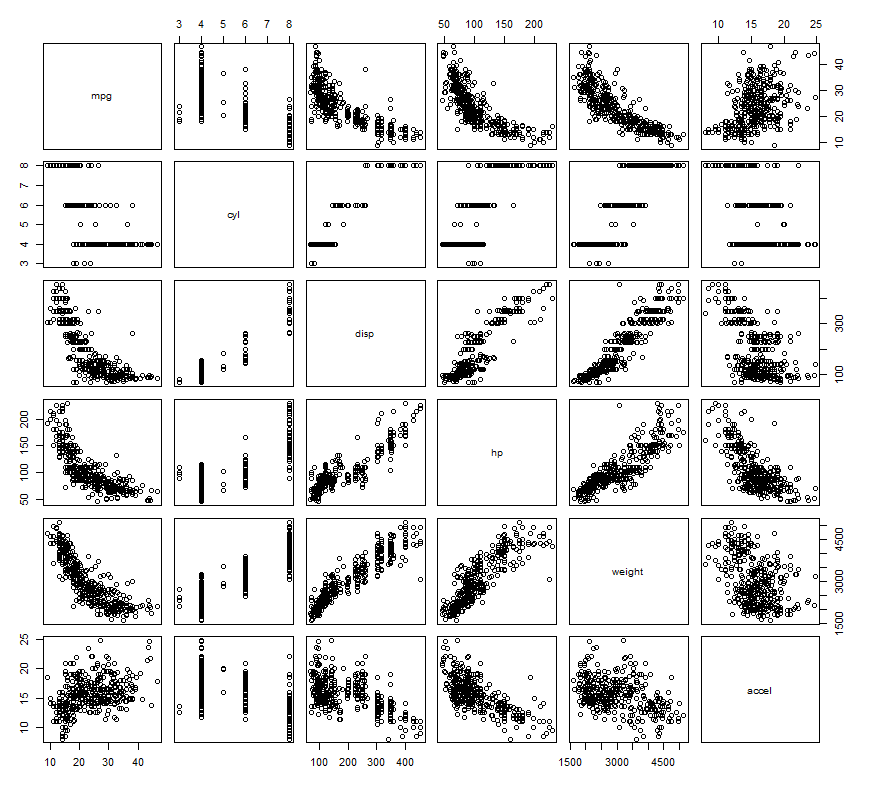 3 4 5 6 7 8 50 100 150 200 10 15 20 25
mpg
10 20 30 40
3 4 5 6 7 8
cyl
disp
100 300
50 100 150 200
hp
weight
1500 3000 4500
10 15 20 25
accel
10 20 30 40 100 200 300 400 1500 3000 4500